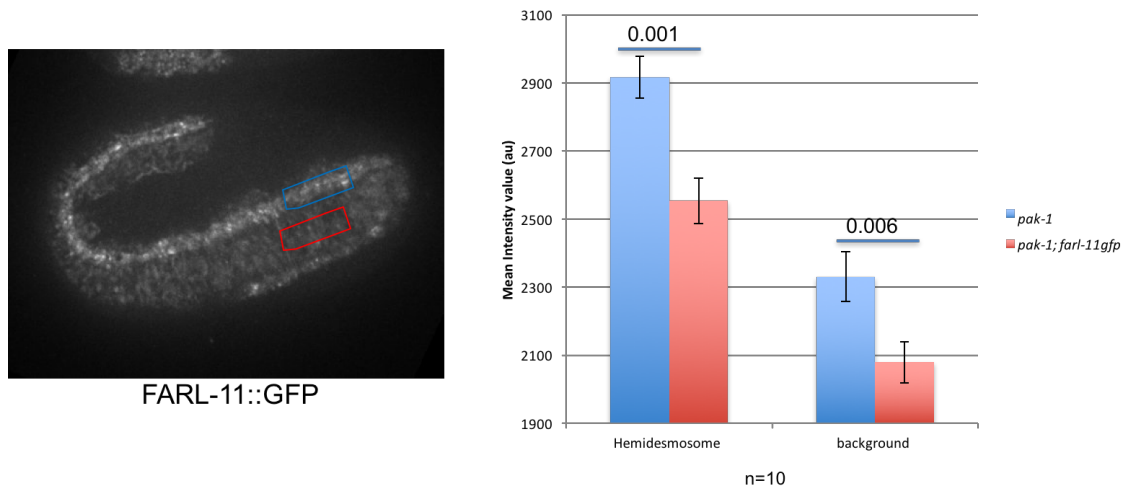 FARL-11::GFP
3100
2900
2700
2500
2300
2100
1900
Mean Intensity value (au)
0.001
0.006
Hemidesmosome
background
n=10
pak-1
pak-1; farl-11gfp